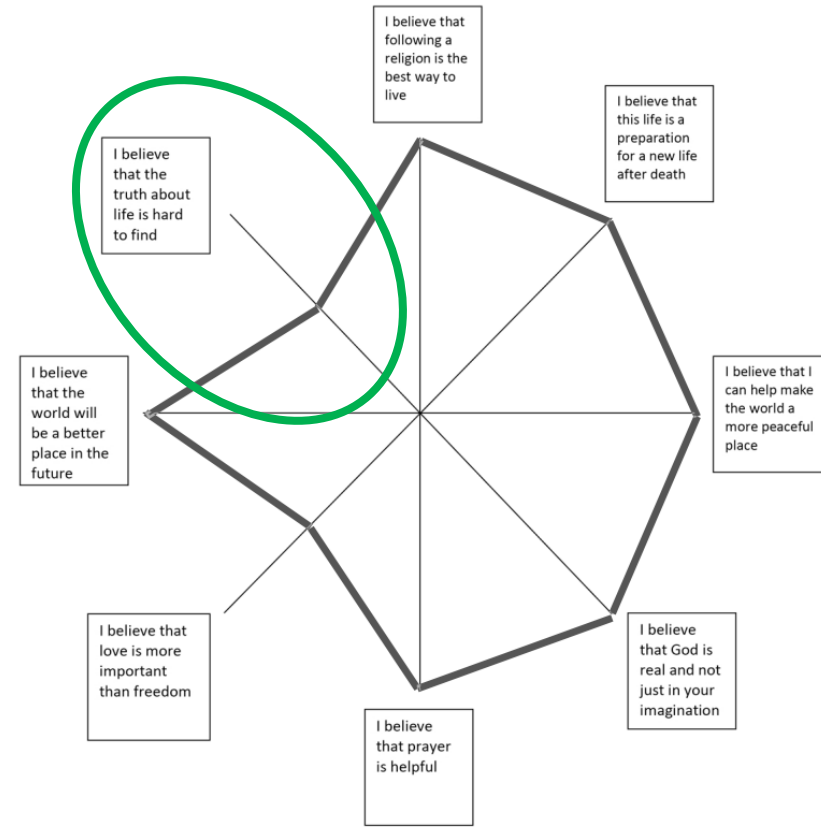 I believe that
following a
religion is the
best way to
live
I believe that
this life is a
preparation
for a new life
after death
I believe that I
can help make
the world a
more peaceful
place
I believe
that God is
real and not
just in your
imagination
I believe
that prayer
is helpful
I believe that
love is more
important
than freedom
I believe
that the
world will
be a better
place in the
future
I believe
that the
truth about
life is hard
to find